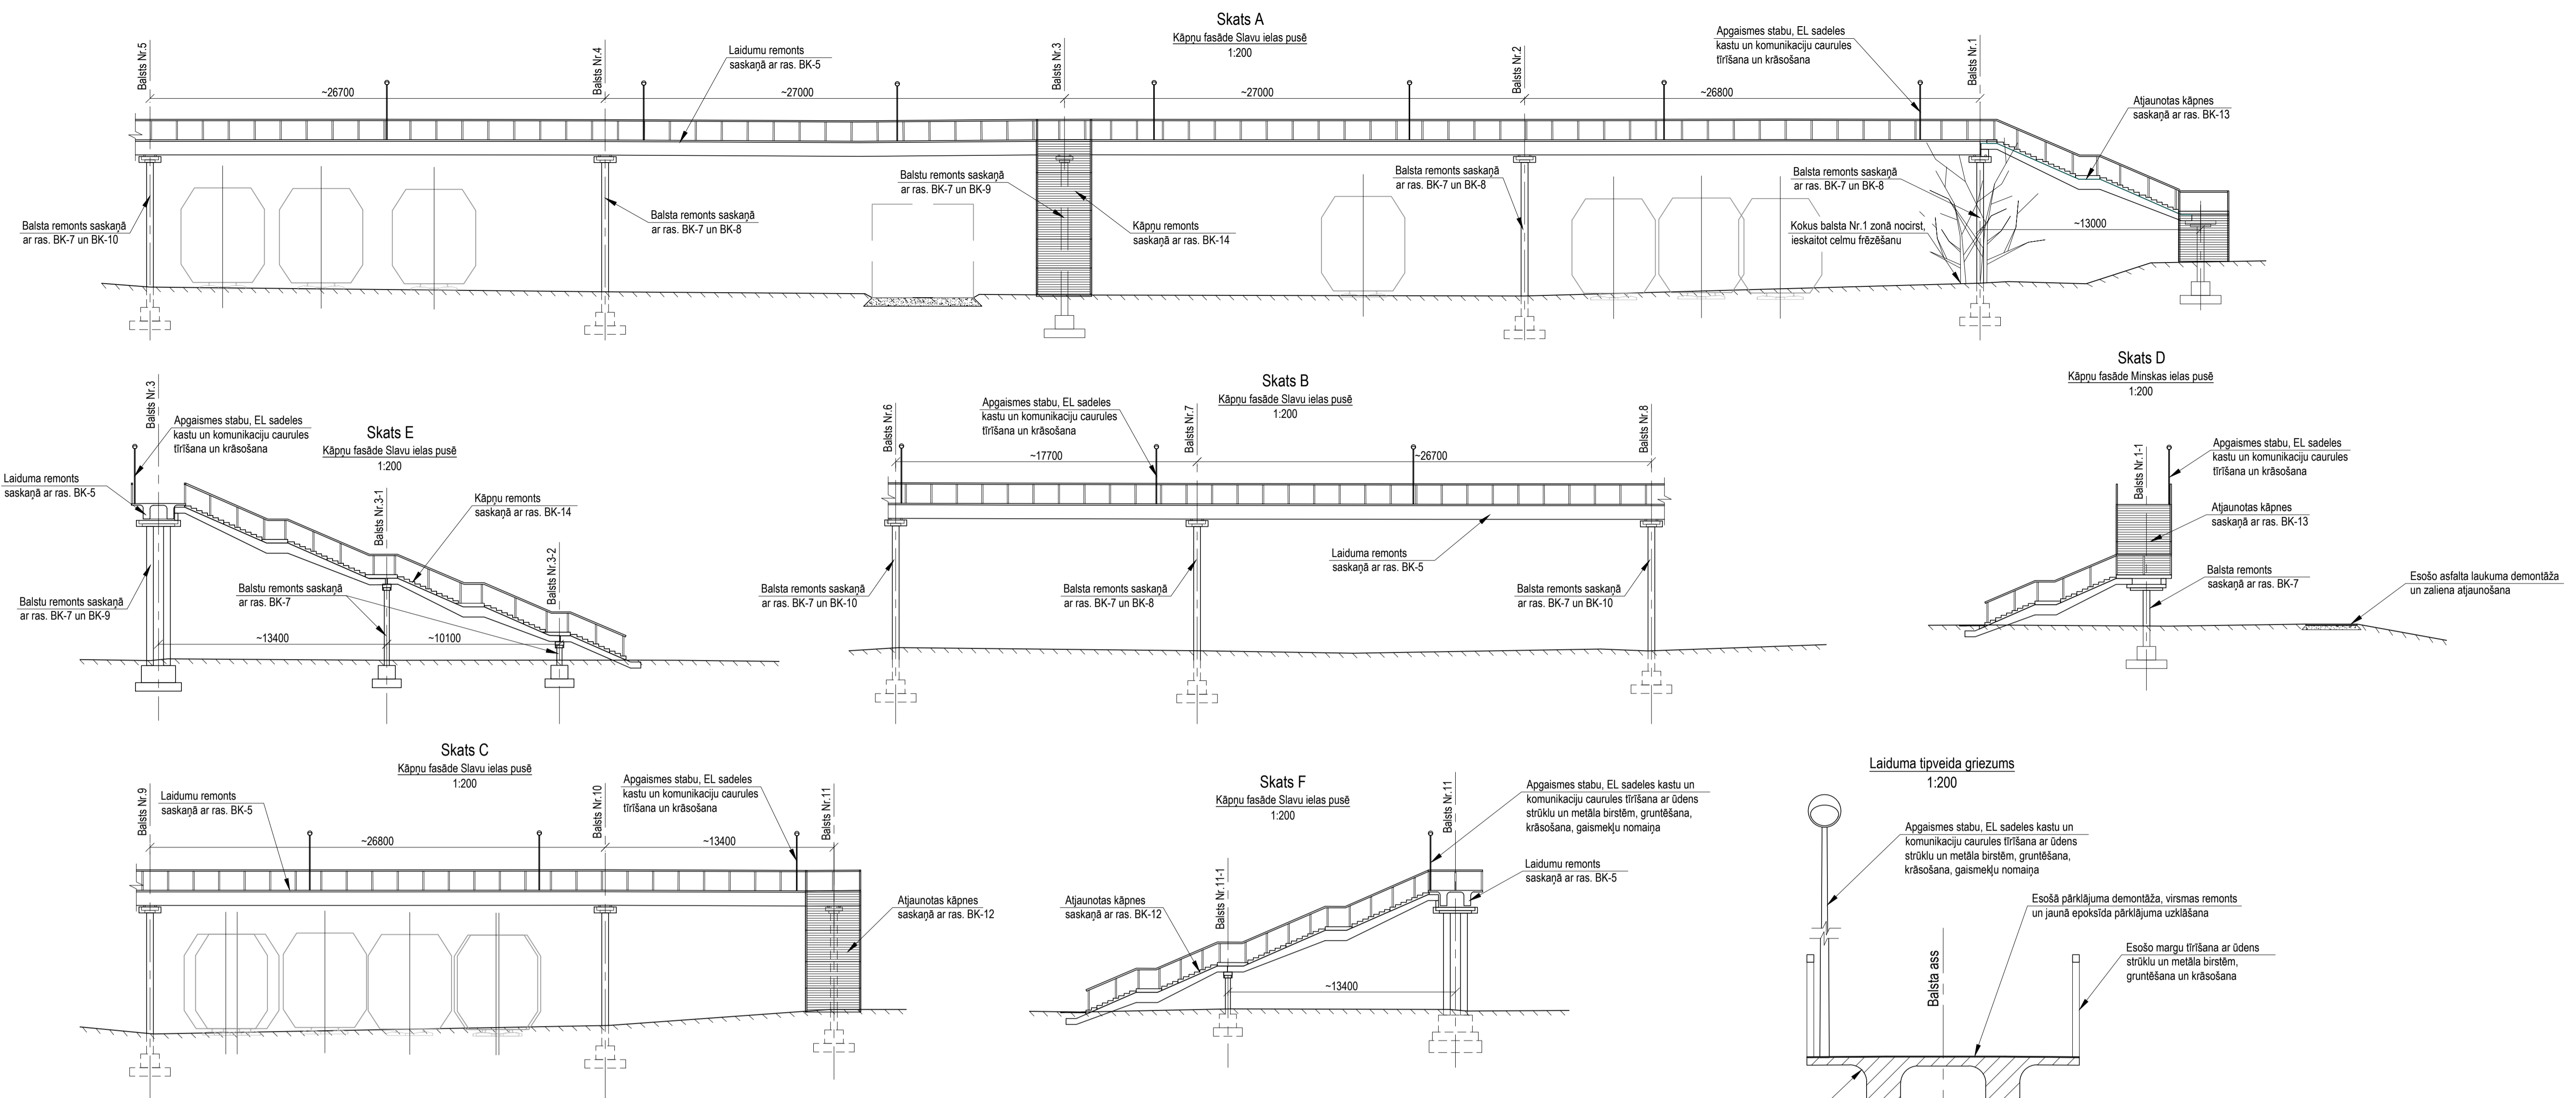 Skats A
Kāpņu fasāde Slavu ielas pusē
1:200
Balsts Nr.5
Balsts Nr.4
Balsts Nr.3
Balsts Nr.2
Balsts Nr.1
Laidumu remonts
saskaņā ar ras. BK-5
Apgaismes stabu, EL sadeles
kastu un komunikaciju caurules
tīrīšana un krāsošana
~26700
~27000
~27000
~26800
Atjaunotas kāpnes
saskaņā ar ras. BK-13
Balsta remonts saskaņā
ar ras. BK-7 un BK-10
Balsta remonts saskaņā
ar ras. BK-7 un BK-8
Balstu remonts saskaņā
ar ras. BK-7 un BK-9
Kāpņu remonts
saskaņā ar ras. BK-14
Balsta remonts saskaņā
ar ras. BK-7 un BK-8
Balsta remonts saskaņā
ar ras. BK-7 un BK-8
Kokus balsta Nr.1 zonā nocirst,
ieskaitot celmu frēzēšanu
~13000
Skats E
Kāpņu fasāde Slavu ielas pusē
1:200
Balsts Nr.3
Balsts Nr.3-1
Balsts Nr.3-2
Apgaismes stabu, EL sadeles
kastu un komunikaciju caurules
tīrīšana un krāsošana
Laiduma remonts
saskaņā ar ras. BK-5
Kāpņu remonts
saskaņā ar ras. BK-14
Balstu remonts saskaņā
ar ras. BK-7 un BK-9
Balstu remonts saskaņā
ar ras. BK-7
~13400
~10100
Skats B
Kāpņu fasāde Slavu ielas pusē
1:200
Balsts Nr.6
Balsts Nr.7
Balsts Nr.8
Apgaismes stabu, EL sadeles
kastu un komunikaciju caurules
tīrīšana un krāsošana
~17700
~26700
Laiduma remonts
saskaņā ar ras. BK-5
Balsta remonts saskaņā
ar ras. BK-7 un BK-10
Balsta remonts saskaņā
ar ras. BK-7 un BK-8
Balsta remonts saskaņā
ar ras. BK-7 un BK-10
Skats D
Kāpņu fasāde Minskas ielas pusē
1:200
Balsts Nr.1-1
Apgaismes stabu, EL sadeles
kastu un komunikaciju caurules
tīrīšana un krāsošana
Atjaunotas kāpnes
saskaņā ar ras. BK-13
Balsta remonts
saskaņā ar ras. BK-7
Esošo asfalta laukuma demontāža
un zaliena atjaunošana
Skats C
Kāpņu fasāde Slavu ielas pusē
1:200
Balsts Nr.9
Balsts Nr.10
Balsts Nr.11
Laidumu remonts
saskaņā ar ras. BK-5
Apgaismes stabu, EL sadeles
kastu un komunikaciju caurules
tīrīšana un krāsošana
~26800
~13400
Atjaunotas kāpnes
saskaņā ar ras. BK-12
Skats F
Kāpņu fasāde Slavu ielas pusē
1:200
Balsts Nr.11-1
Balsts Nr.11
Apgaismes stabu, EL sadeles kastu un
komunikaciju caurules tīrīšana ar ūdens
strūklu un metāla birstēm, gruntēšana,
krāsošana, gaismekļu nomaiņa
Laidumu remonts
saskaņā ar ras. BK-5
Atjaunotas kāpnes
saskaņā ar ras. BK-12
~13400
Laiduma tipveida griezums
1:200
Apgaismes stabu, EL sadeles kastu un
komunikaciju caurules tīrīšana ar ūdens
strūklu un metāla birstēm, gruntēšana,
krāsošana, gaismekļu nomaiņa
Esošā pārklājuma demontāža, virsmas remonts
un jaunā epoksīda pārklājuma uzklāšana
Esošo margu tīrīšana ar ūdens
strūklu un metāla birstēm,
gruntēšana un krāsošana
Balsta ass